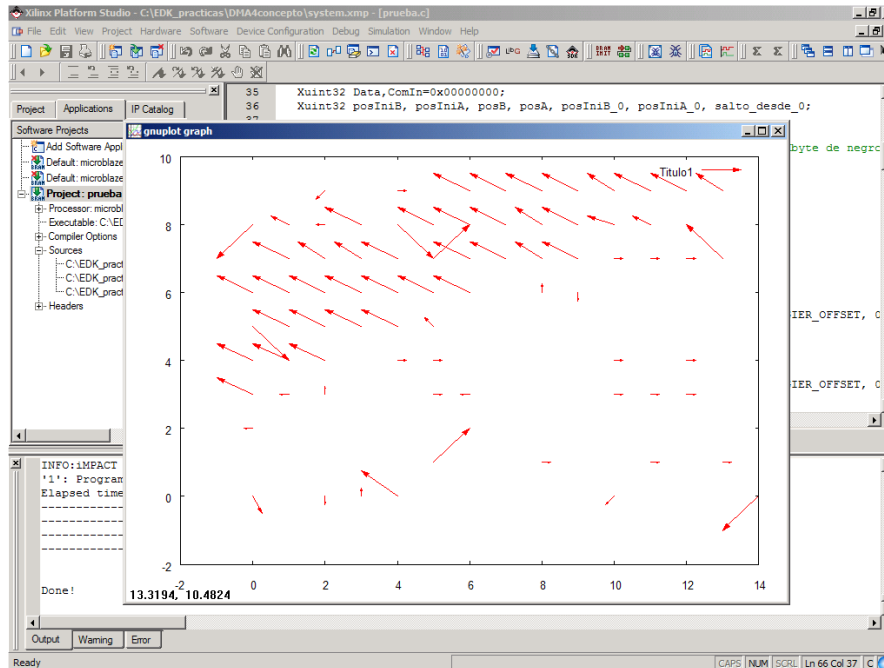 Xilinx Platform Studio - C:\EDK_practicas\DMA4concepto\system.xmp - [prueba.c]
File Edit View Project Hardware Software Device Configuration Debug Simulation Window Help
Project Applications IP Catalog
Software Projects
Add Software Appl
Default: microblaze
Default: microblaze
Project: prueba
Processor: microbl
Executable: C:\ED
Compiler Options
Sources
C:\EDK_pract
C:\EDK_pract
C:\EDK_pract
Headers
35 Xuint32 Data,ComIn=0x00000000;
36 Xuint32 posIniB, posIniA, posB, posA, posIniB_0, posIniA_0, salto_desde_0;
byte de negro
IER_OFFSET, 0
IER_OFFSET, 0
gnuplot graph
Titulo1
10
8
6
4
2
0
-2
-2 0 2 4 6 8 10 12 14
13.3194, 10.4824
INFO:iMPACT
'1': Program
Elapsed time
----------
----------
----------
----------
Done!
Output Warning Error
Ready
CAPS NUM SCRL Ln 66 Col 37 C